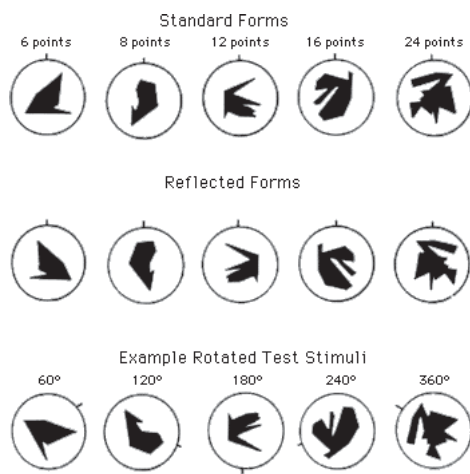 Standard Forms
6 points 8 points 12 points 16 points 24 points
Reflected Forms
Example Rotated Test Stimuli
60° 120° 180° 240° 360°